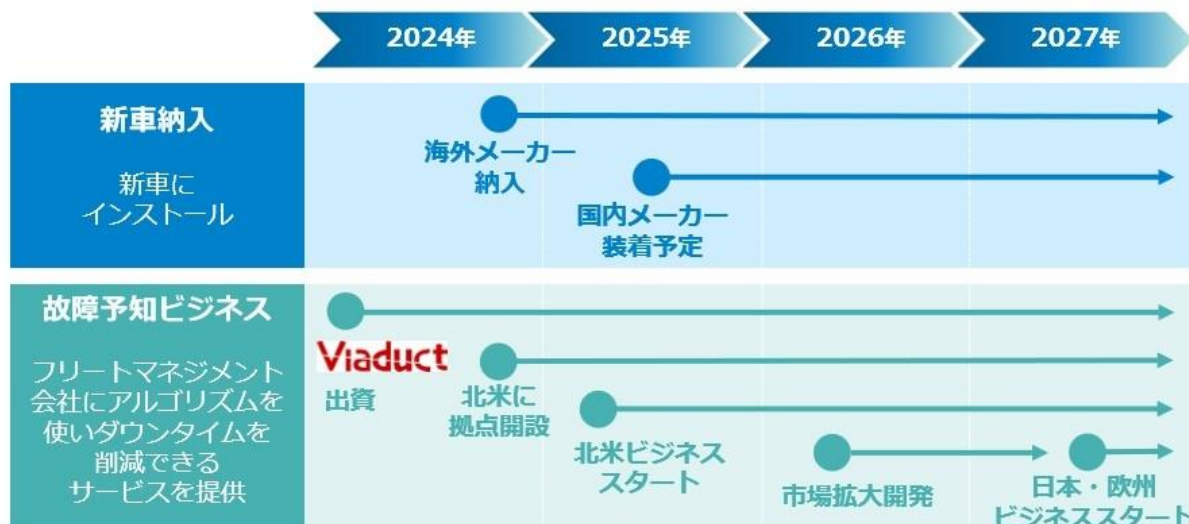 2024年
2025年
2026年
2027年
新車納入
新車に
インストール
海外メーカー
納入
国内メーカー
装着予定
故障予知ビジネス
フリートマネジメント
会社にアルゴリズムを
使いダウンタイムを
削減できる
サービスを提供
Viaduct
出資
北米に
拠点開設
北米ビジネス
スタート
市場拡大開発
日本・欧州
ビジネススタート